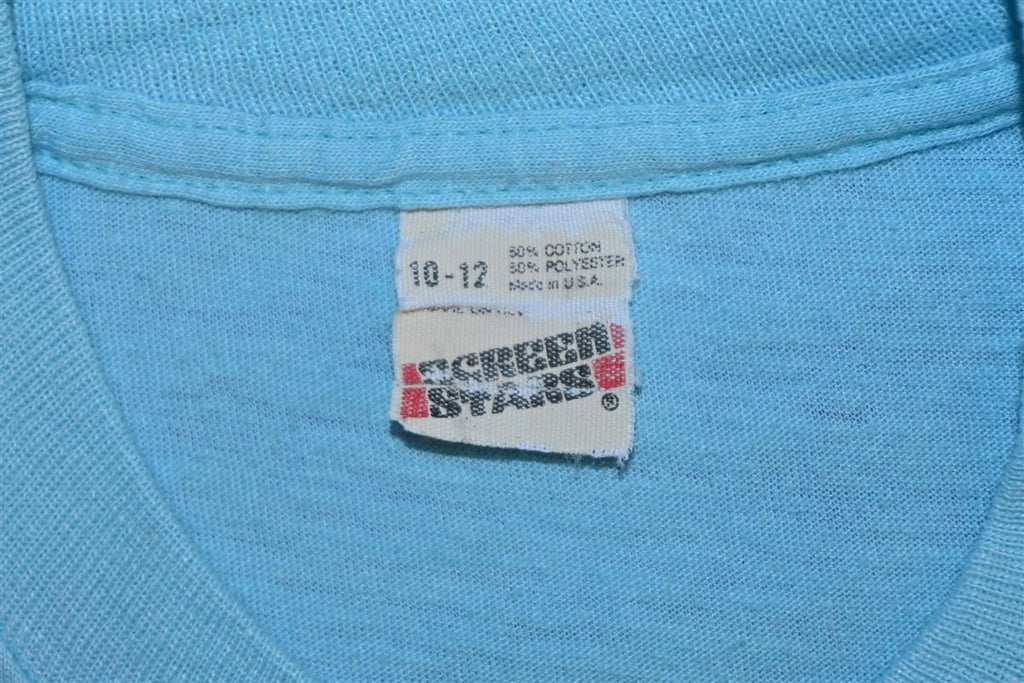 10-12
50% COTTON
50% POLYESTER
Made in U.S.A.
SCREEN
STARS
®